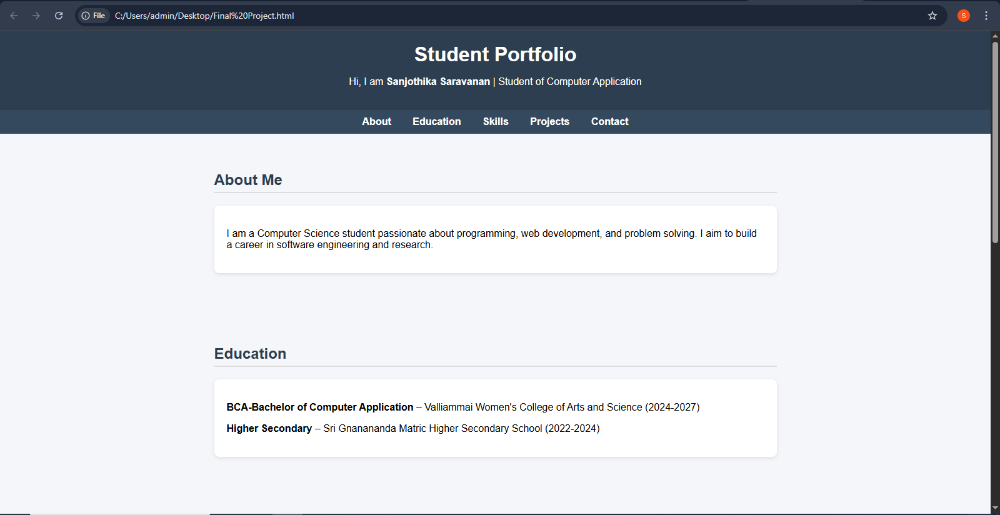 File C:/Users/admin/Desktop/Final%20Project.html S
Student Portfolio
Hi, I am Sanjothika Saravanan | Student of Computer Application
About Education Skills Projects Contact
About Me
I am a Computer Science student passionate about programming, web development, and problem solving. I aim to build
a career in software engineering and research.
Education
BCA-Bachelor of Computer Application – Valliammai Women's College of Arts and Science (2024-2027)
Higher Secondary – Sri Gnanananda Matric Higher Secondary School (2022-2024)